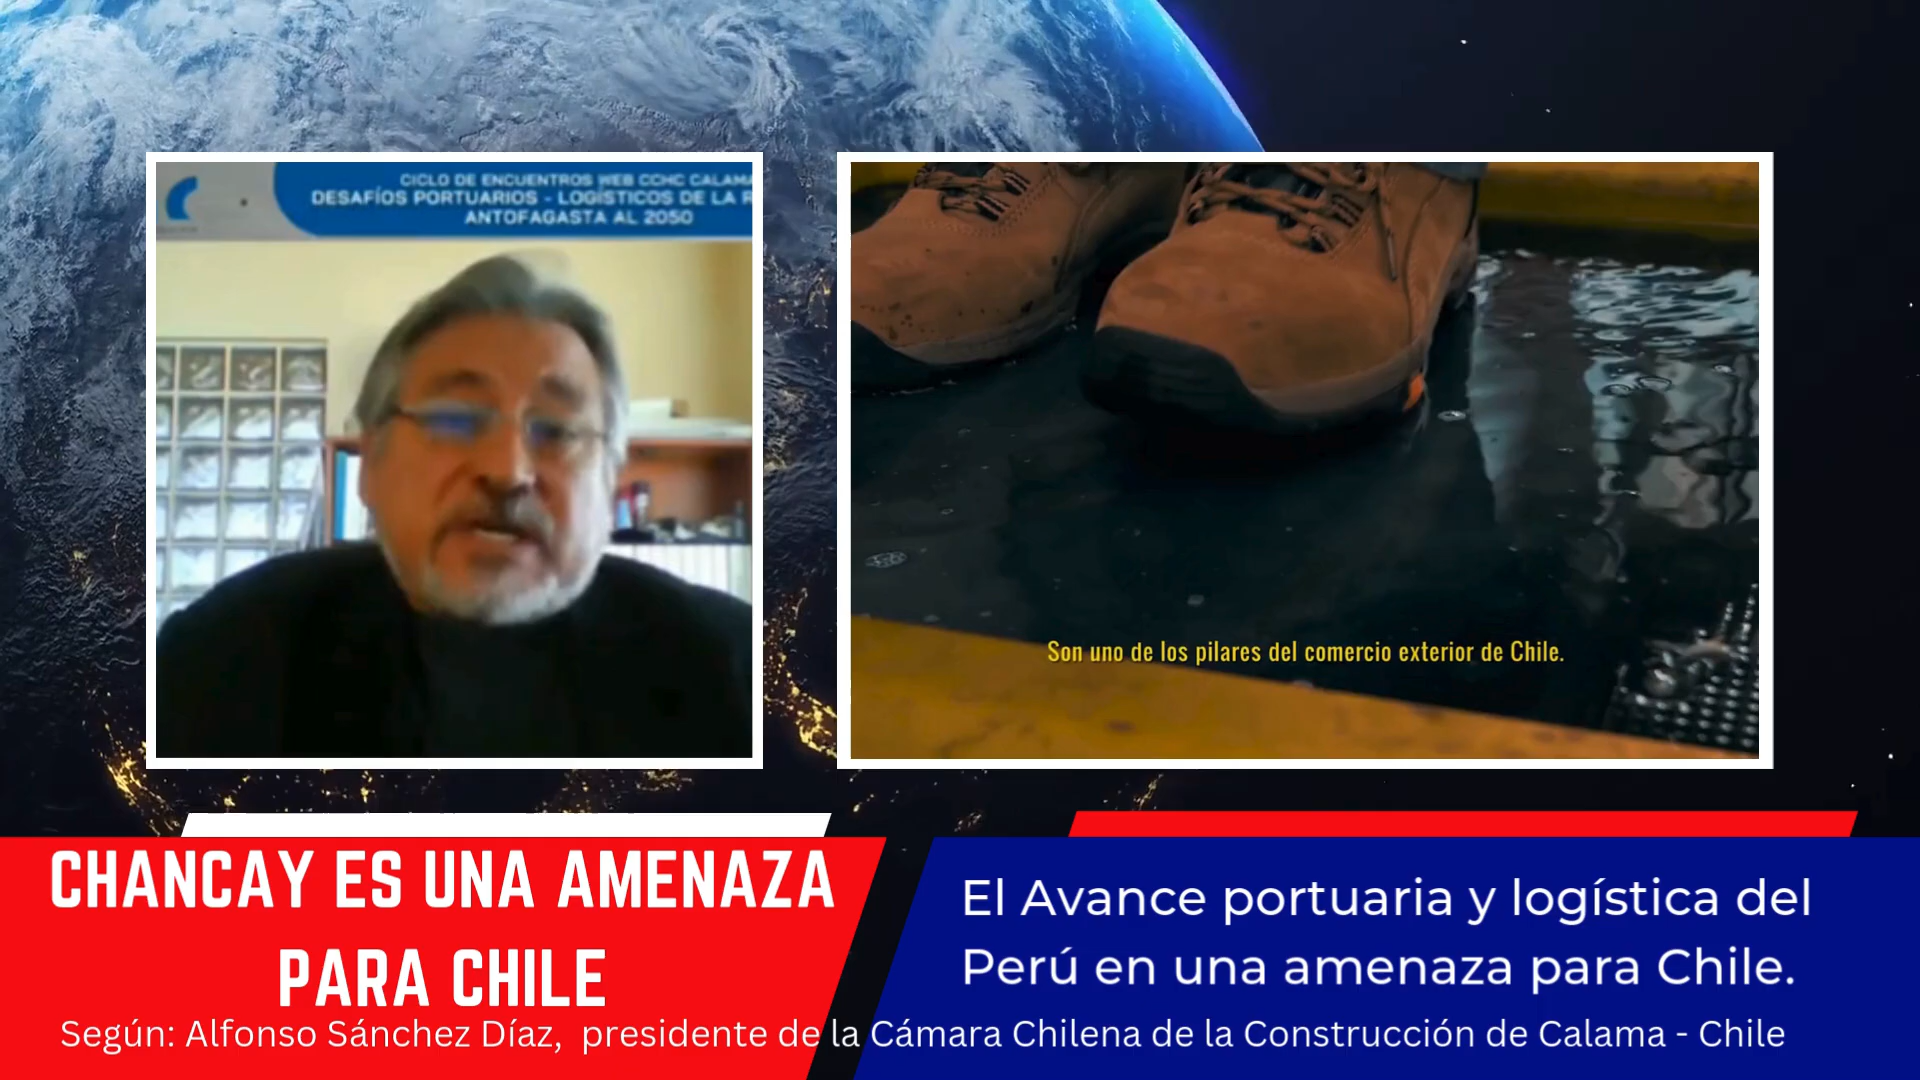 CICLO DE ENCUENTROS WEB CCHC CALAMA
DESAFÍOS PORTUARIOS - LOGÍSTICOS DE LA R
ANTOFAGASTA AL 2050
Son uno de los pilares del comercio exterior de Chile.
CHANCAY ES UNA AMENAZA
PARA CHILE
El Avance portuaria y logística del
Perú en una amenaza para Chile.
Según: Alfonso Sánchez Díaz, presidente de la Cámara Chilena de la Construcción de Calama - Chile